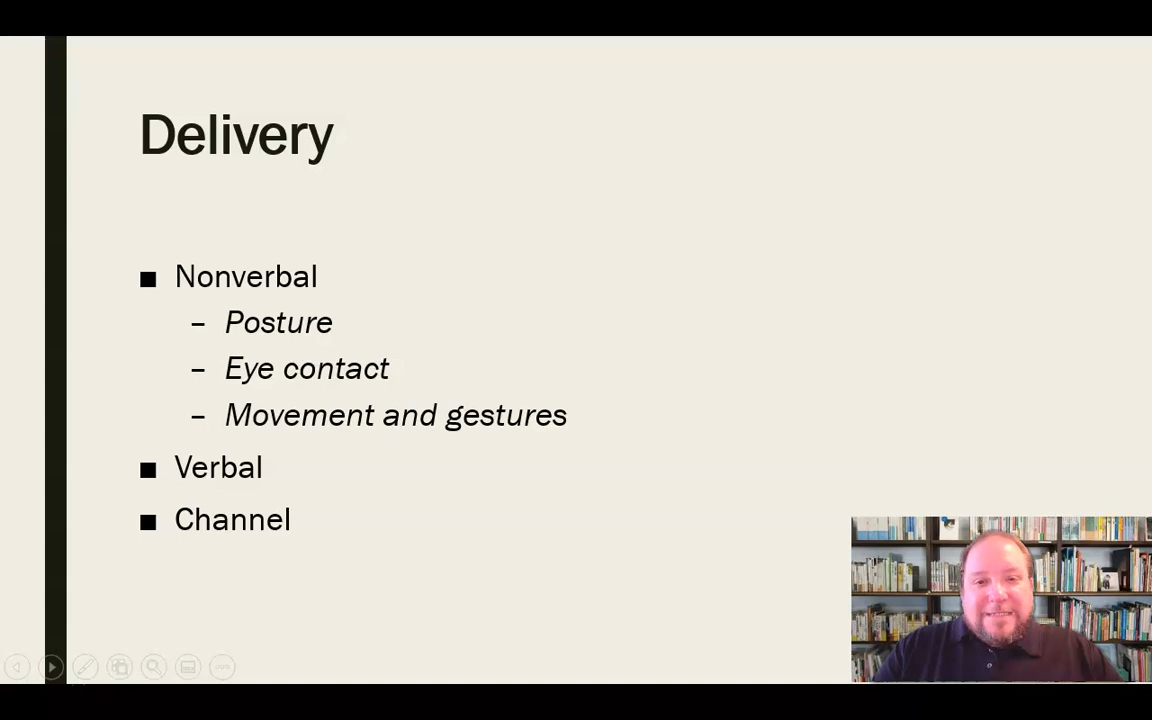 Delivery
■ Nonverbal
– Posture
– Eye contact
– Movement and gestures
■ Verbal
■ Channel